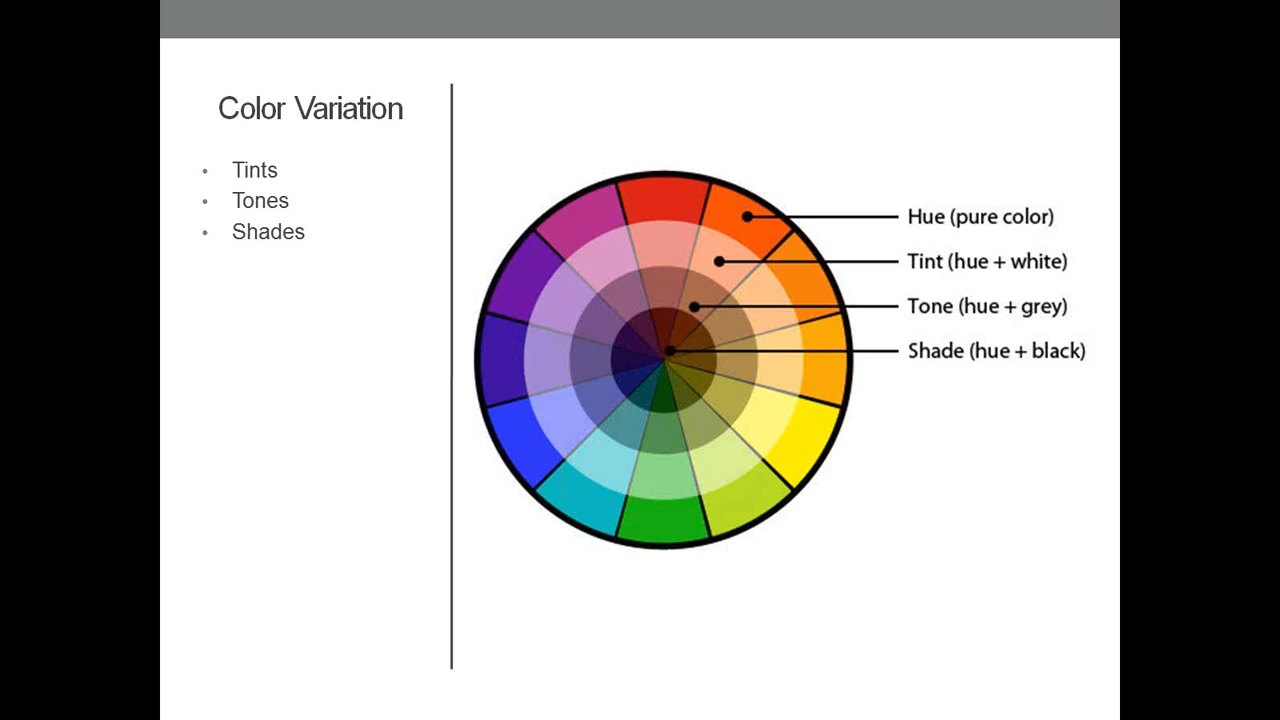 Color Variation
• Tints
• Tones
• Shades
Hue (pure color)
Tint (hue + white)
Tone (hue + grey)
Shade (hue + black)